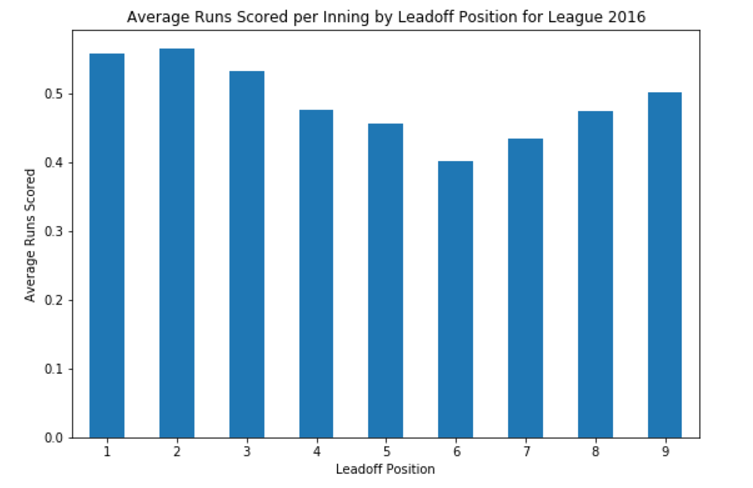 Average Runs Scored per Inning by Leadoff Position for League 2016
Average Runs Scored
0.5
0.4
0.3
0.2
0.1
0.0
1 2 3 4 5 6 7 8 9
Leadoff Position